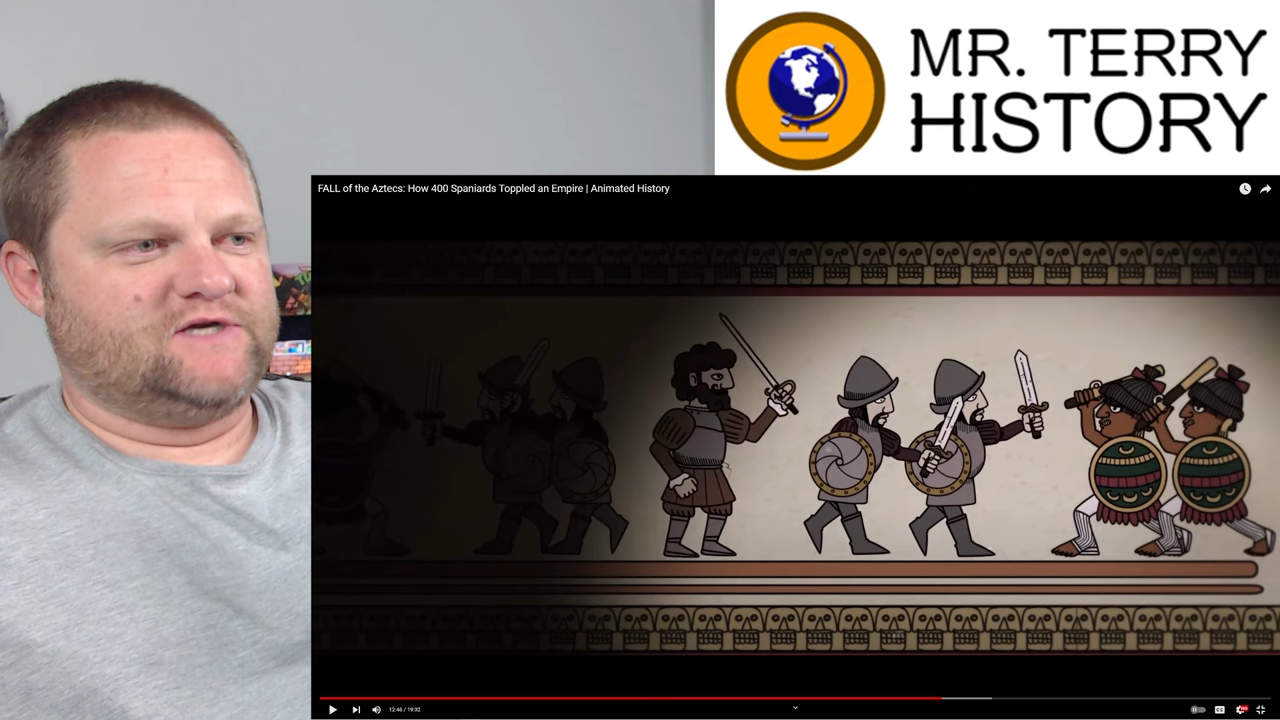 MR. TERRY
HISTORY
FALL of the Aztecs: How 400 Spaniards Toppled an Empire | Animated History
12:46 / 19:32